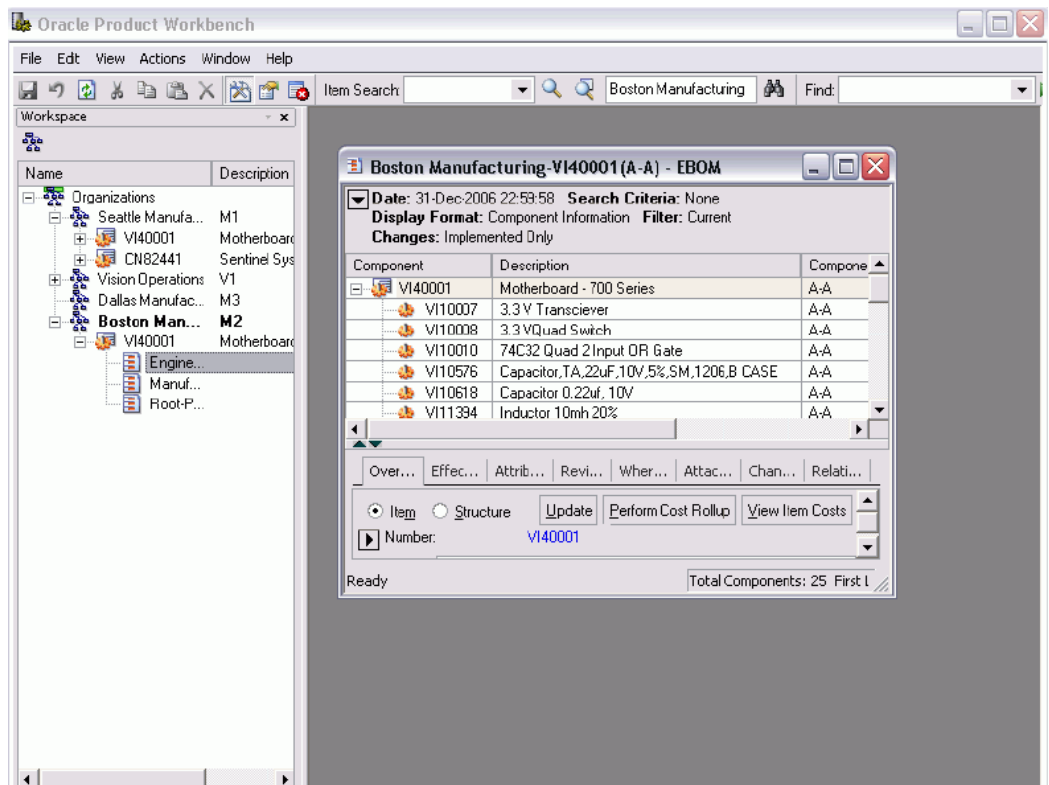 Oracle Product Workbench
File Edt View Actions Window Help
Item Search: Boston Manufacturing Find:
Workspace
Name Description
Organizations
Seattle Manufa... M1
VI40001 Motherboard
CN82441 Sentinel Sys
Vision Operations V1
Dallas Manufac... M3
Boston Man... M2
VI40001 Motherboard
Engine...
Manuf...
Root-P...
Boston Manufacturing-VI40001 (A-A) - EBOM
Date: 31-Dec-2006 22:59:58 Search Criteria: None
Display Format: Component Information Filter: Current
Changes: Implemented Only
Component Description Compone
VI40001 Motherboard - 700 Series A-A
VI10007 3.3 V Transciever A-A
VI10008 3.3 VQuad Switch A-A
VI10010 74C32 Quad 2 Input OR Gate A-A
VI10576 Capacitor,TA,22uF,10V,5%,SM,1206,B CASE A-A
VI10618 Capacitor 0.22uf, 10V A-A
VI11394 Inductor 10mh 20% A-A
Over... Effec... Attrib... Revi... Wher... Attac... Chan... Relati...
Item Structure Update Perform Cost Rollup View Item Costs
Number: VI40001
Ready Total Components: 25 First L